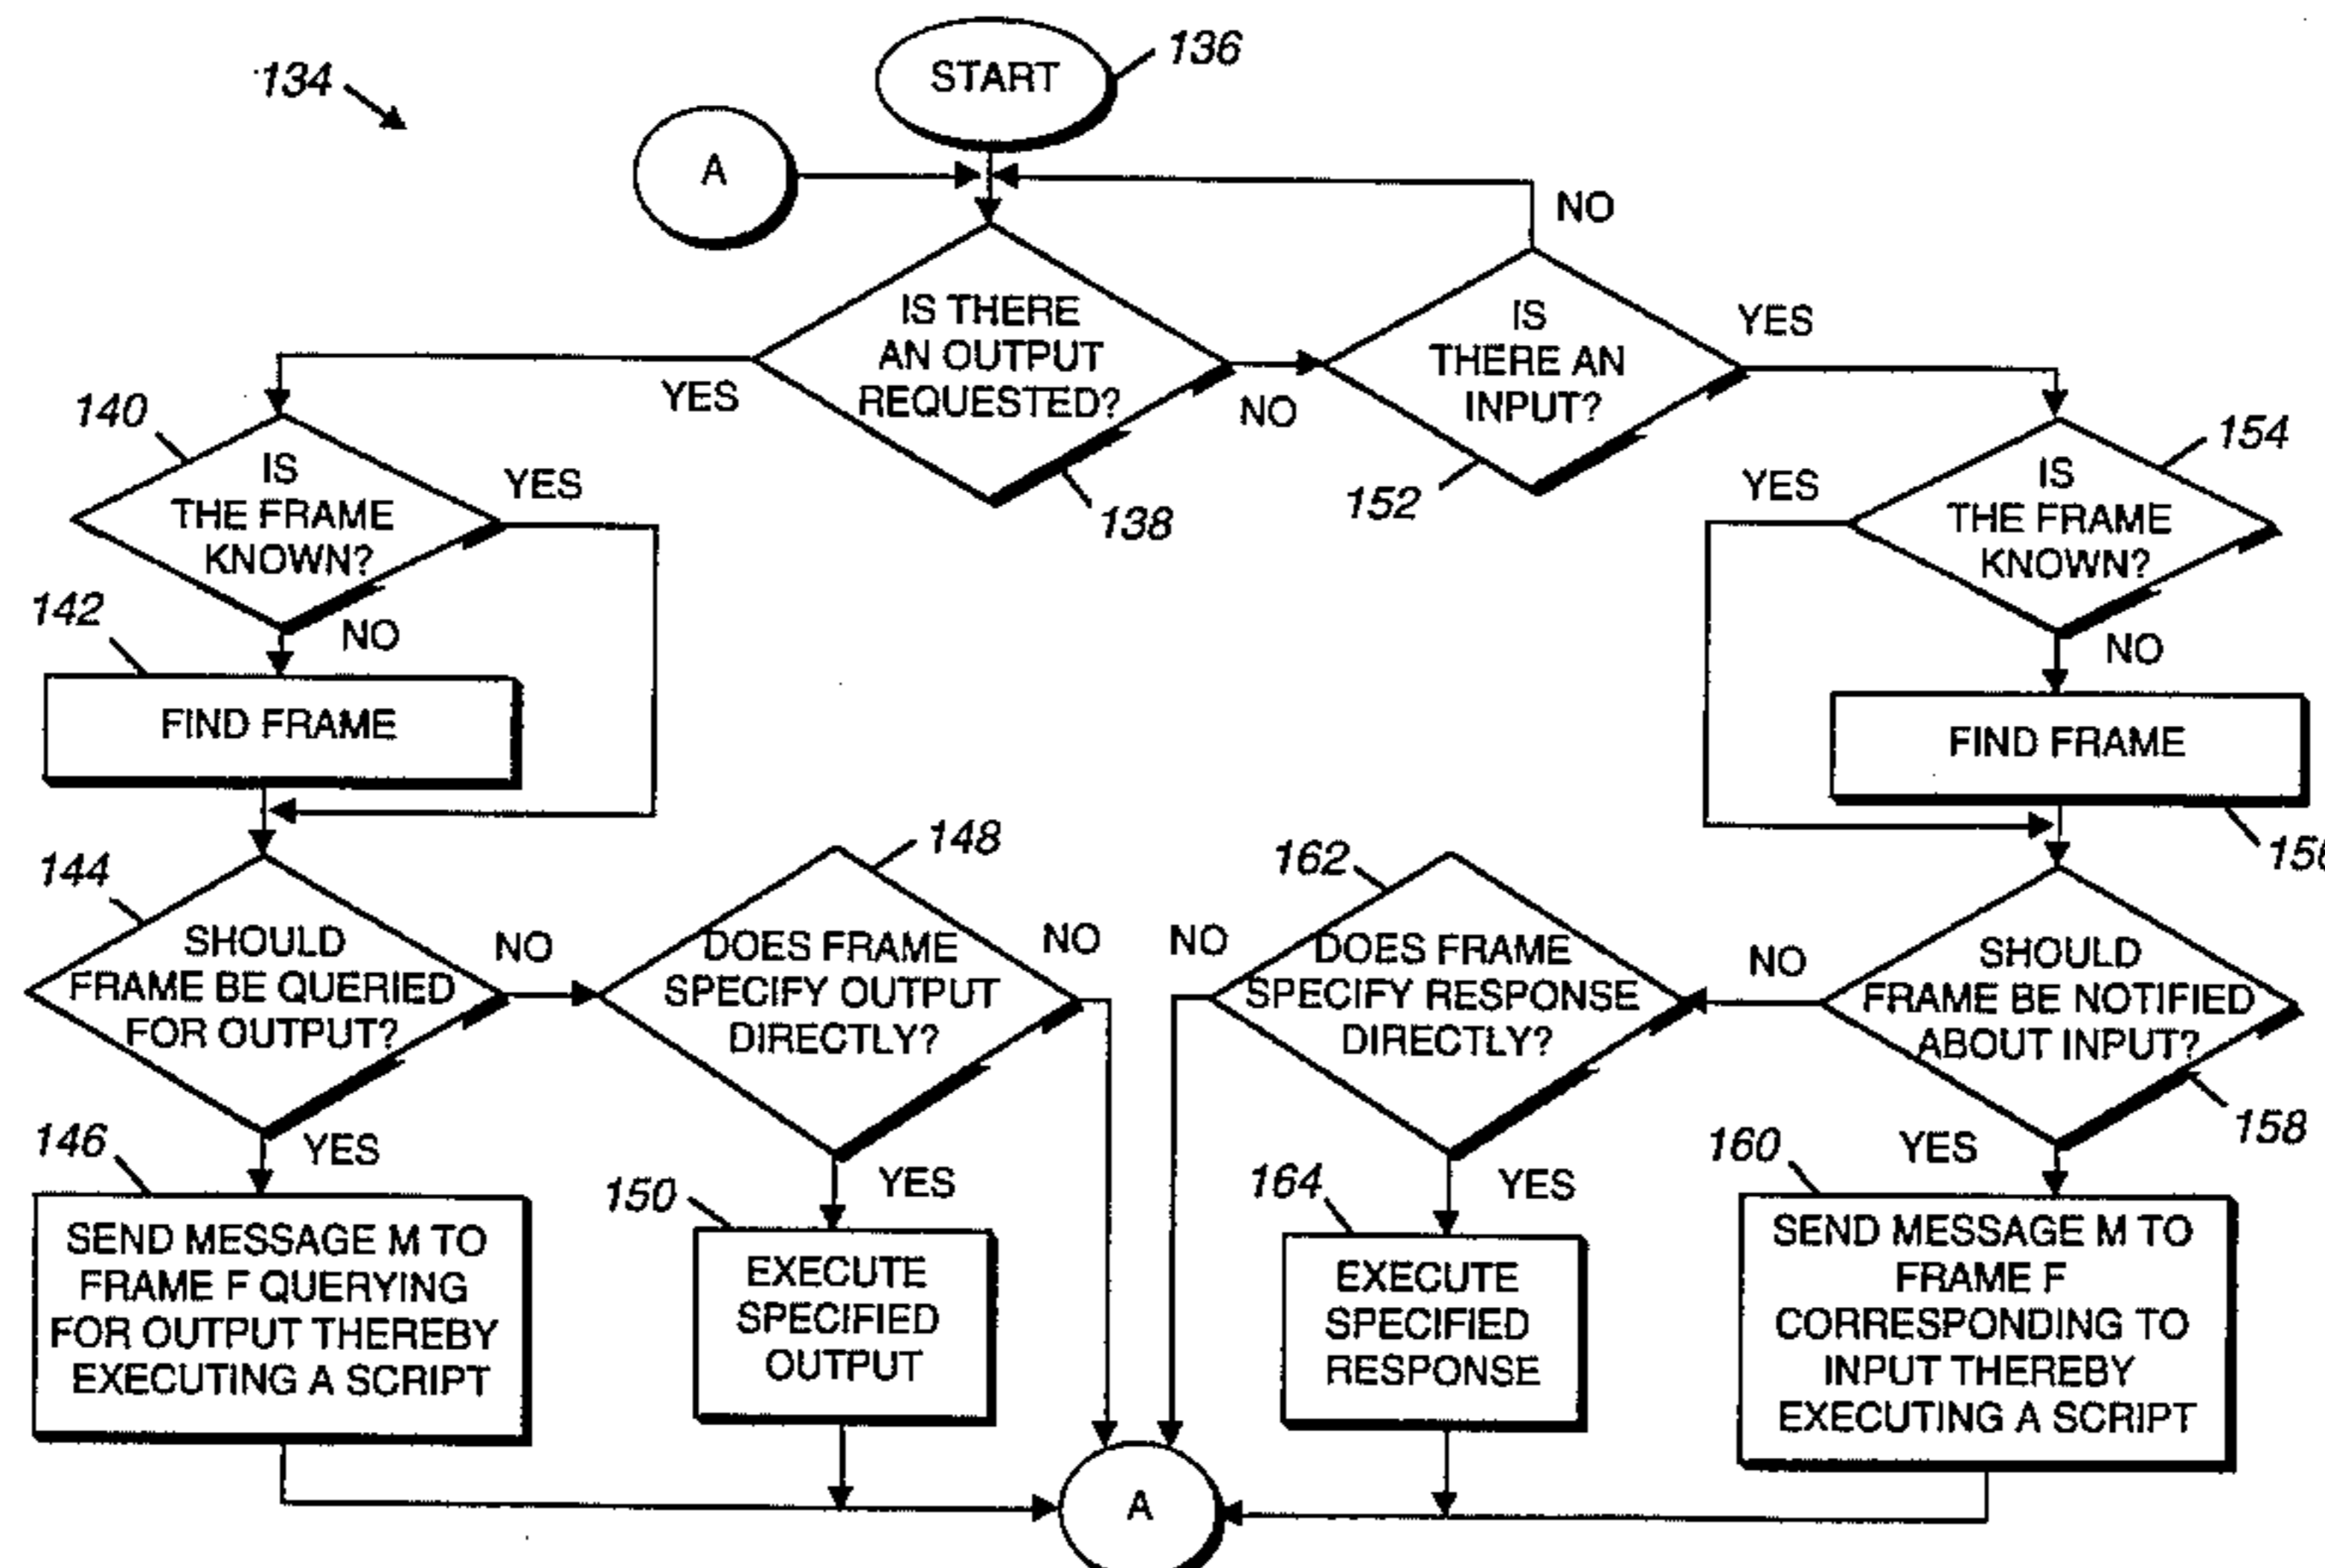 134
START
136
A
NO
IS THERE
AN OUTPUT
REQUESTED?
138
YES
NO
IS
THERE AN
INPUT?
152
YES
140
IS
THE FRAME
KNOWN?
YES
NO
142
FIND FRAME
154
IS
THE FRAME
KNOWN?
YES
NO
FIND FRAME
144
SHOULD
FRAME BE QUERIED
FOR OUTPUT?
NO
YES
148
DOES FRAME
SPECIFY OUTPUT
DIRECTLY?
NO
YES
162
DOES FRAME
SPECIFY RESPONSE
DIRECTLY?
NO
YES
SHOULD
FRAME BE NOTIFIED
ABOUT INPUT?
NO
158
YES
146
SEND MESSAGE M TO
FRAME F QUERYING
FOR OUTPUT THEREBY
EXECUTING A SCRIPT
150
EXECUTE
SPECIFIED
OUTPUT
164
EXECUTE
SPECIFIED
RESPONSE
160
SEND MESSAGE M TO
FRAME F
CORRESPONDING TO
INPUT THEREBY
EXECUTING A SCRIPT
A